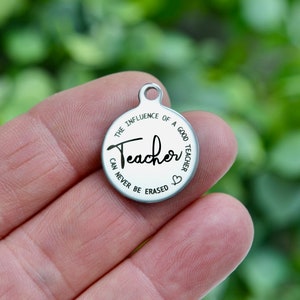 THE INFLUENCE OF A GOOD TEACHER
Teacher
CAN NEVER BE ERASED